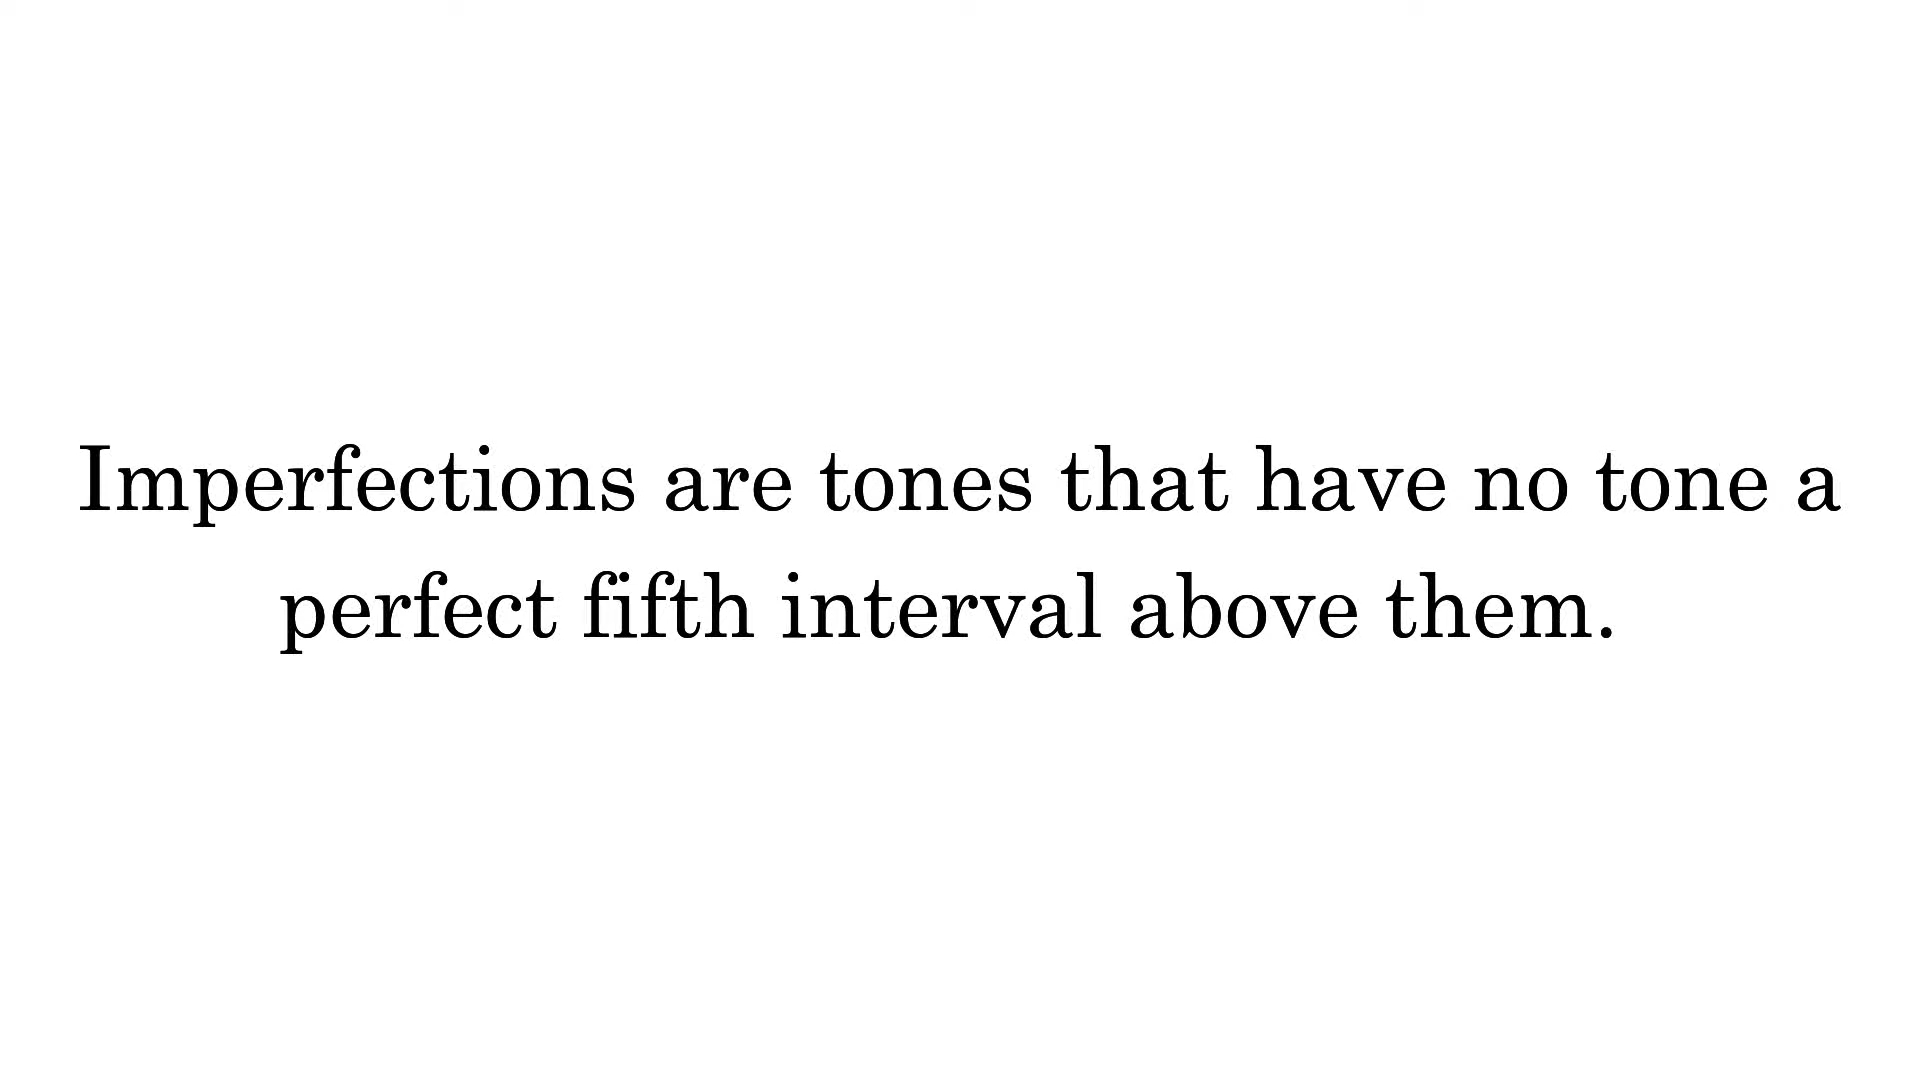 Imperfections are tones that have no tone a
perfect fifth interval above them.